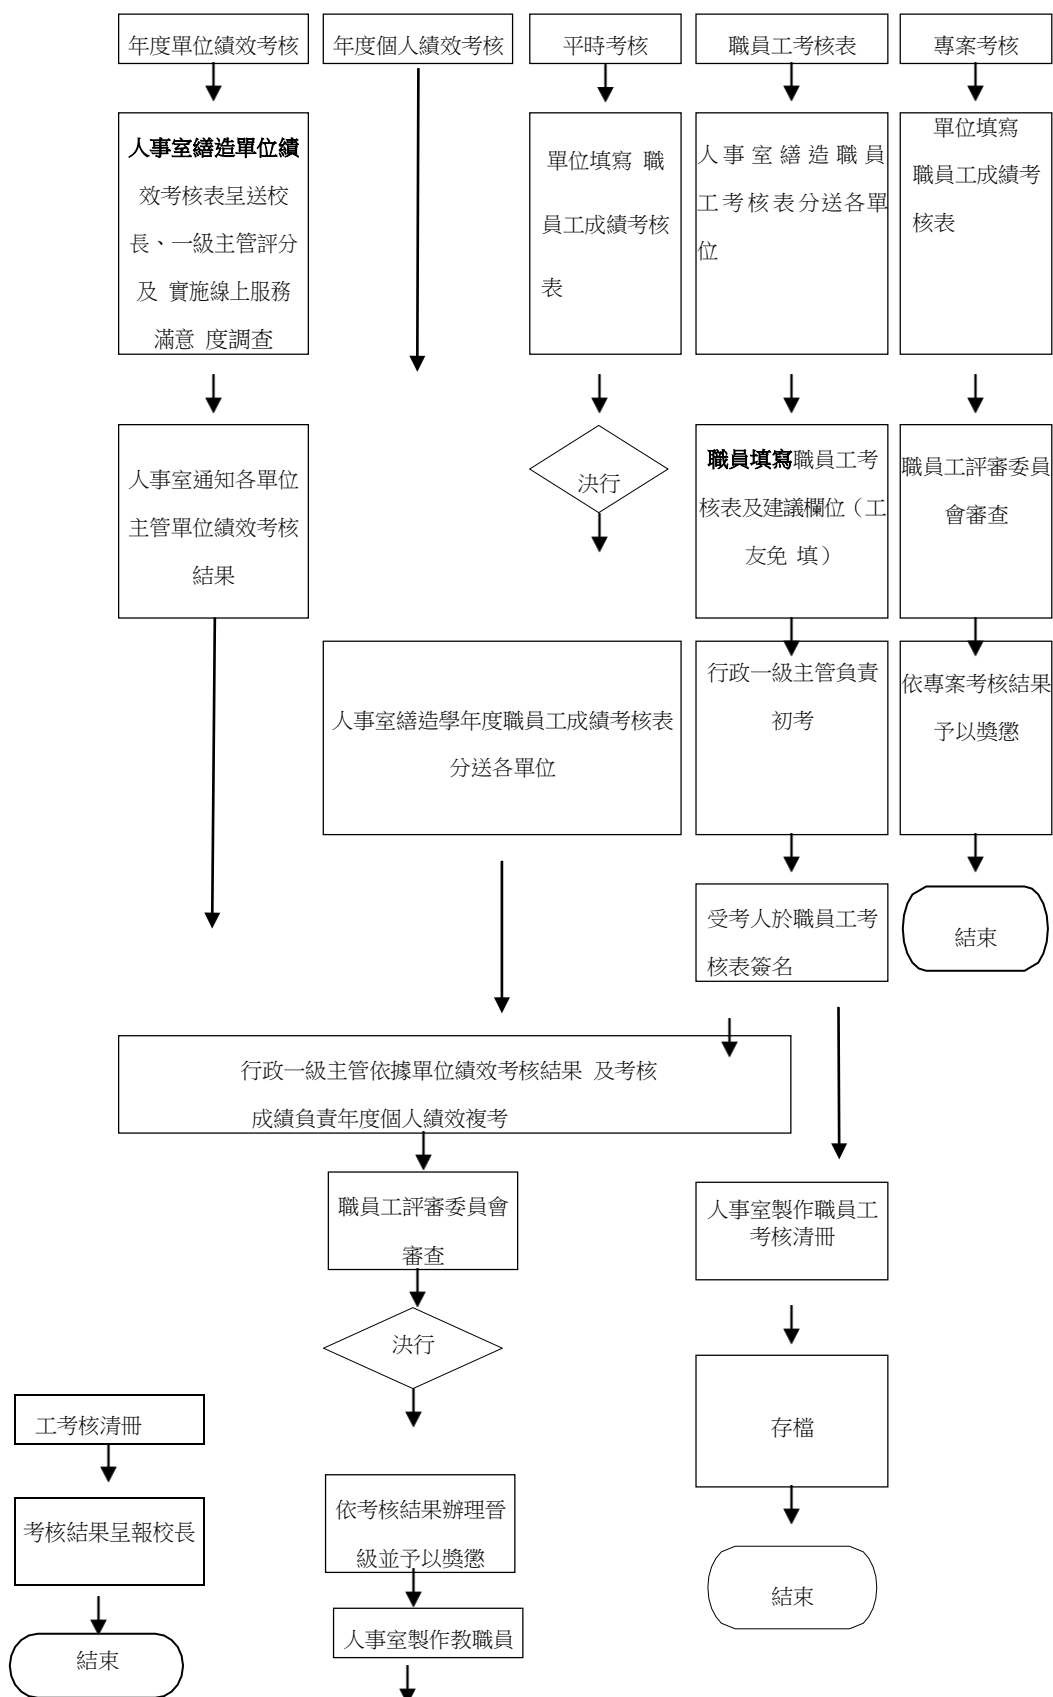 年度單位績效考核
年度個人績效考核
平時考核
職員工考核表
專案考核
人事室繕造單位績
效考核表呈送校
長、一級主管評分
及 實施線上服務
滿意 度調查
單位填寫 職
員工成績考核
表
人事室繕造職員
工考核表分送各單
位
單位填寫
職員工成績考
核表
人事室通知各單位
主管單位績效考核
結果
決行
職員填寫職員工考
核表及建議欄位（工
友免 填）
職員工評審委員
會審查
人事室繕造學年度職員工成績考核表
分送各單位
行政一級主管負責
初考
依專案考核結果
予以獎懲
受考人於職員工考
核表簽名
結束
行政一級主管依據單位績效考核結果 及考核
成績負責年度個人績效複考
職員工評審委員會
審查
人事室製作職員工
考核清冊
決行
存檔
工考核清冊
考核結果呈報校長
依考核結果辦理晉
級並予以獎懲
結束
人事室製作教職員
結束